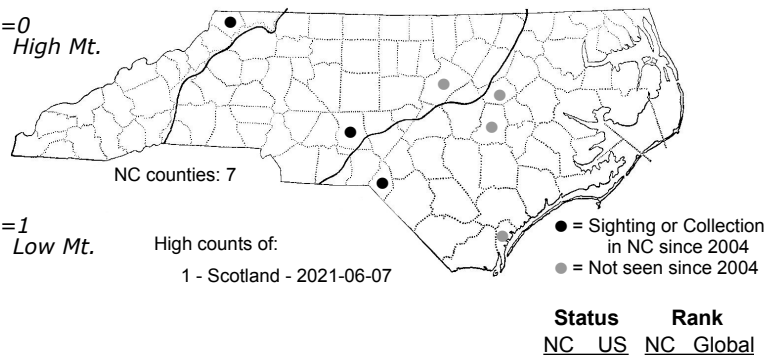 =0
High Mt.
NC counties: 7
=1
Low Mt.
High counts of:
1 - Scotland - 2021-06-07
● = Sighting or Collection
in NC since 2004
● = Not seen since 2004
Status Rank
NC US NC Global